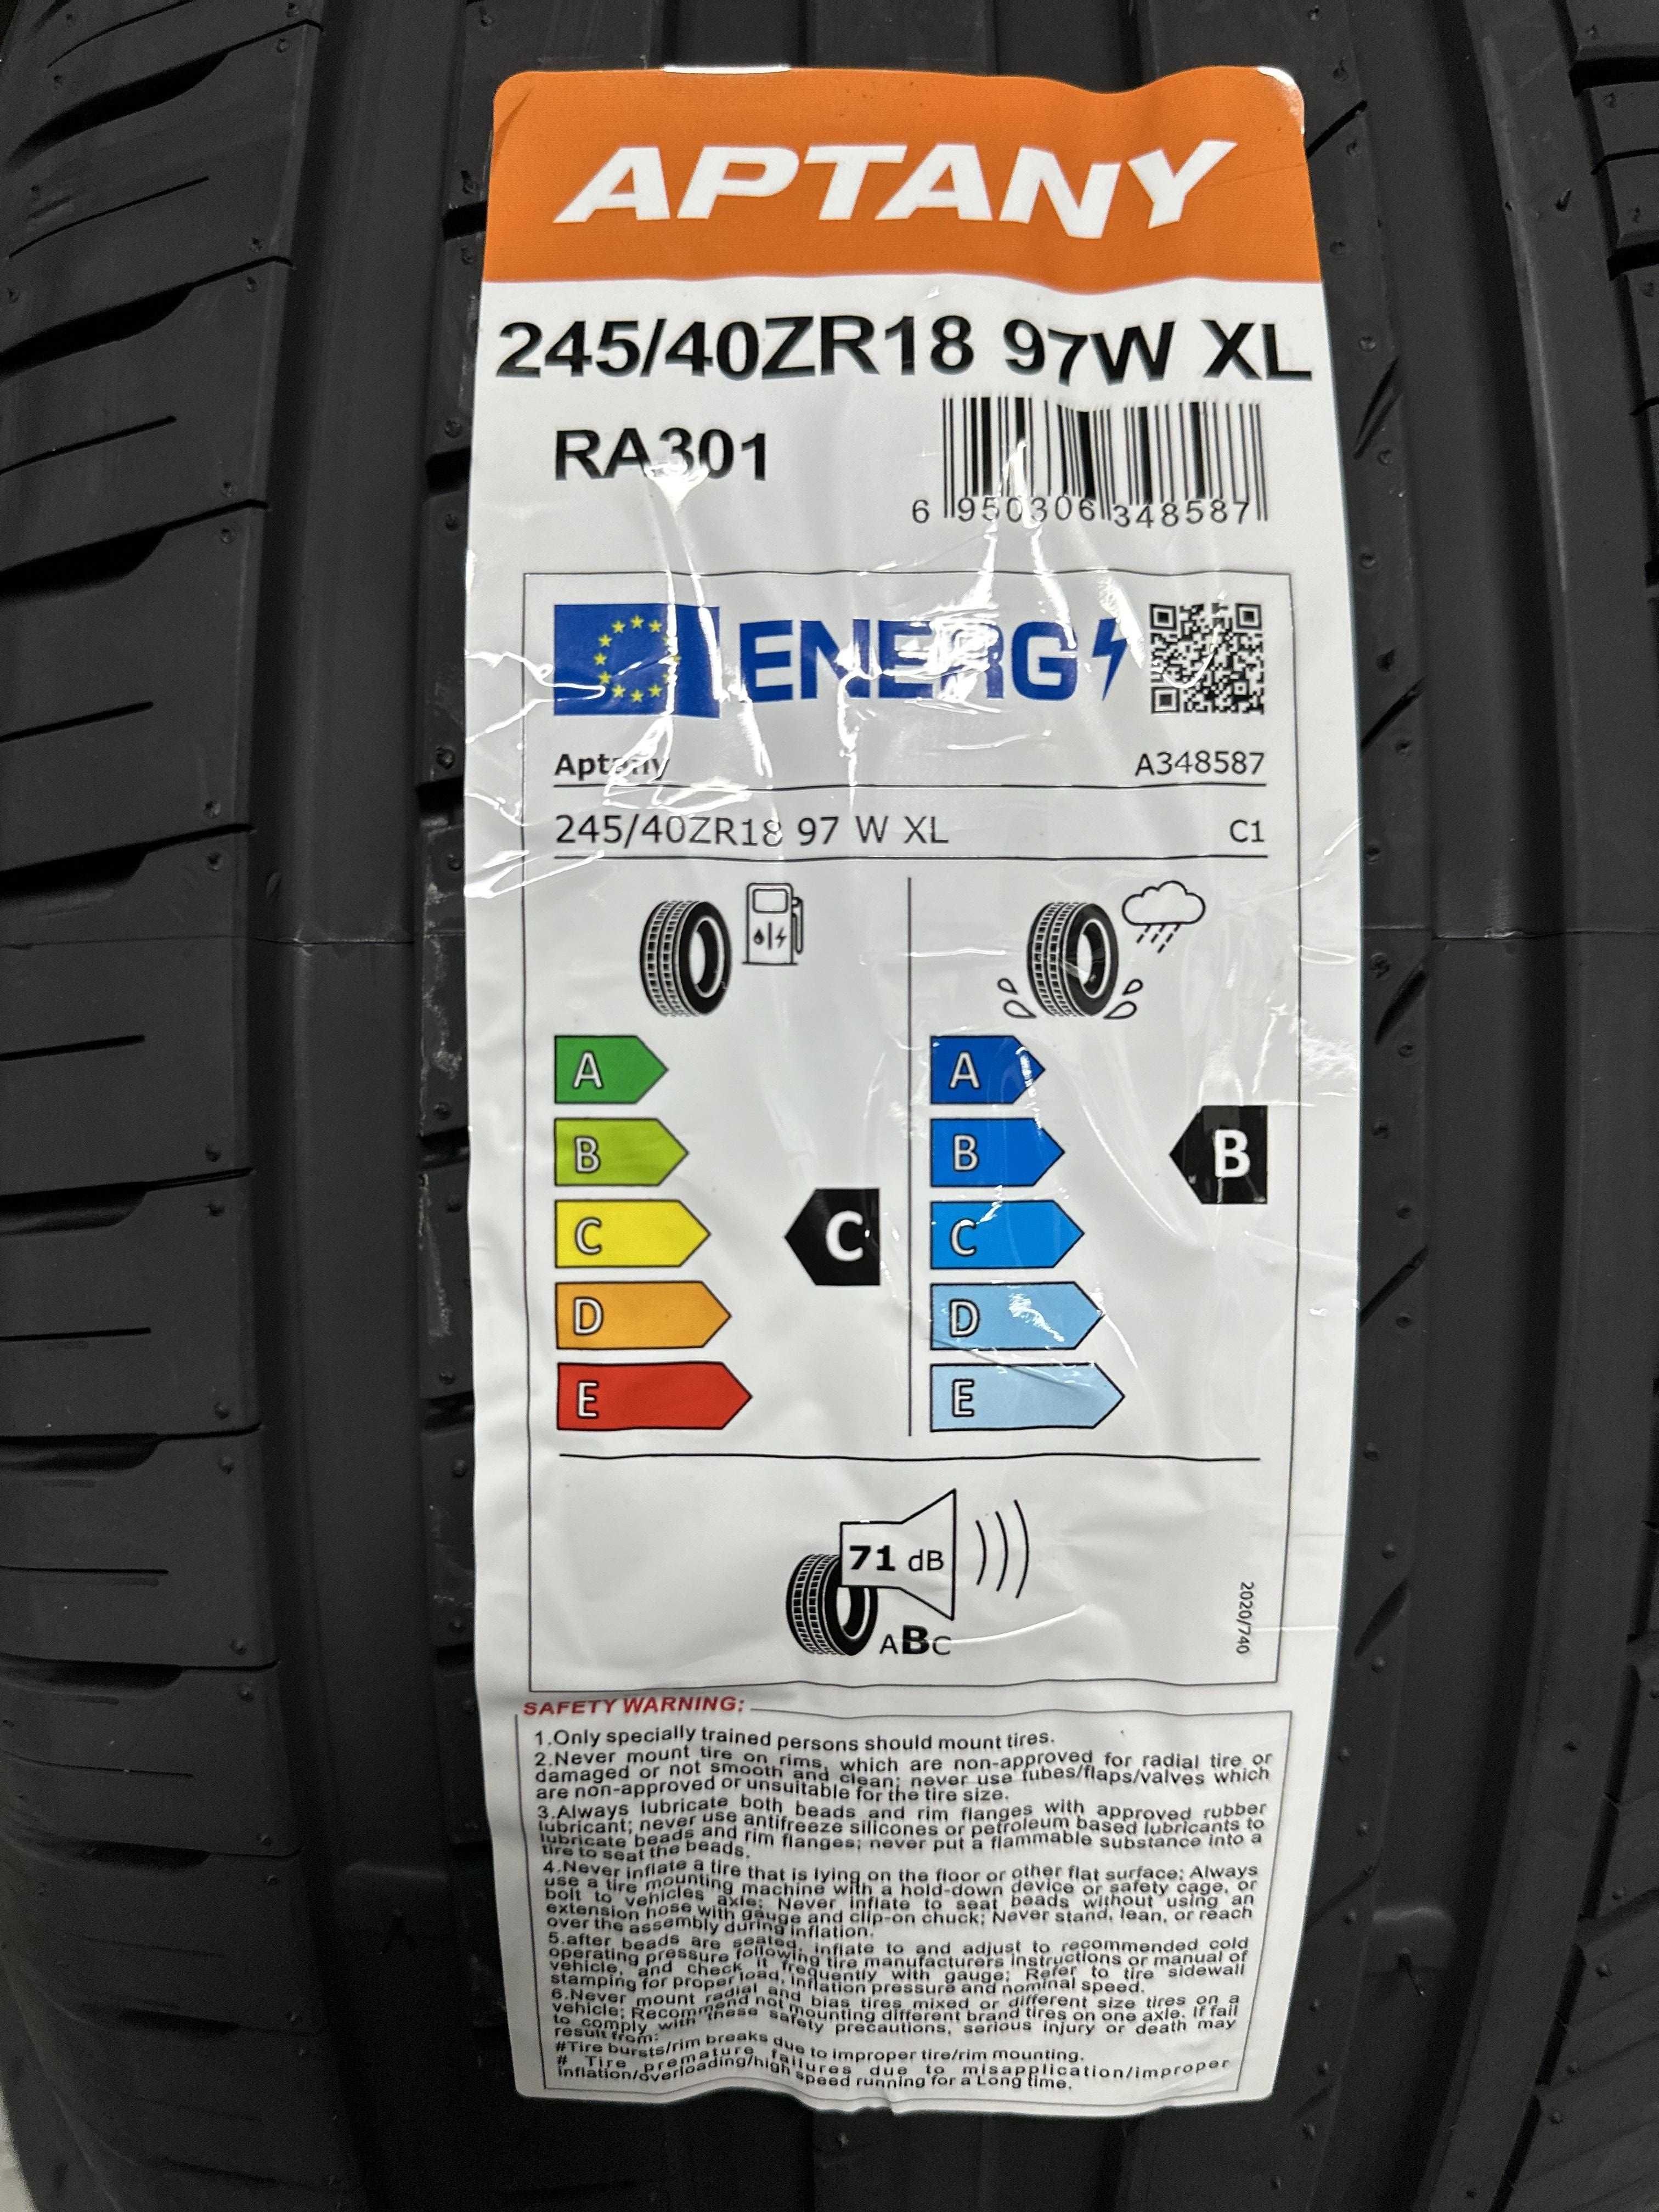 APTANY
245/40ZR18 97W XL
RA301
6 950306 348587
ENERG
Aptany A348587
245/40ZR18 97 W XL C1
A A
B B B
C C C
D D
E E
71 dB
ABC
2020/740
SAFETY WARNING:
1.Only specially trained persons should mount tires.
2.Never mount tire on rims, which are non-approved for radial tire or
damaged or not smooth and clean; never use tubes/flaps/valves which
are non-approved or unsuitable for the tire size.
3.Always lubricate both beads and rim flanges with approved rubber
lubricant; never use antifreeze silicones or petroleum based lubricants to
lubricate beads and rim flanges; never put a flammable substance into a
tire to seat the beads.
4.Never inflate a tire that is lying on the floor or other flat surface; Always
use a tire mounting machine with a hold-down device or safety cage, or
bolt to vehicles axle; Never inflate to seat beads without using an
extension hose with gauge and clip-on chuck; Never stand, lean, or reach
over the assembly during inflation.
5.after beads are seated, inflate to and adjust to recommended cold
operating pressure following tire manufacturers instructions or manual of
vehicle, and check it frequently with gauge; Refer to tire sidewall
stamping for proper load, inflation pressure and nominal speed.
6.Never mount radial and bias tires mixed or different size tires on a
vehicle; Recommend not mounting different brand tires on one axle. If fail
to comply with these safety precautions, serious injury or death may
result from:
#Tire bursts/rim breaks due to improper tire/rim mounting.
# Tire premature failures due to misapplication/improper
inflation/overloading/high speed running for a Long time.